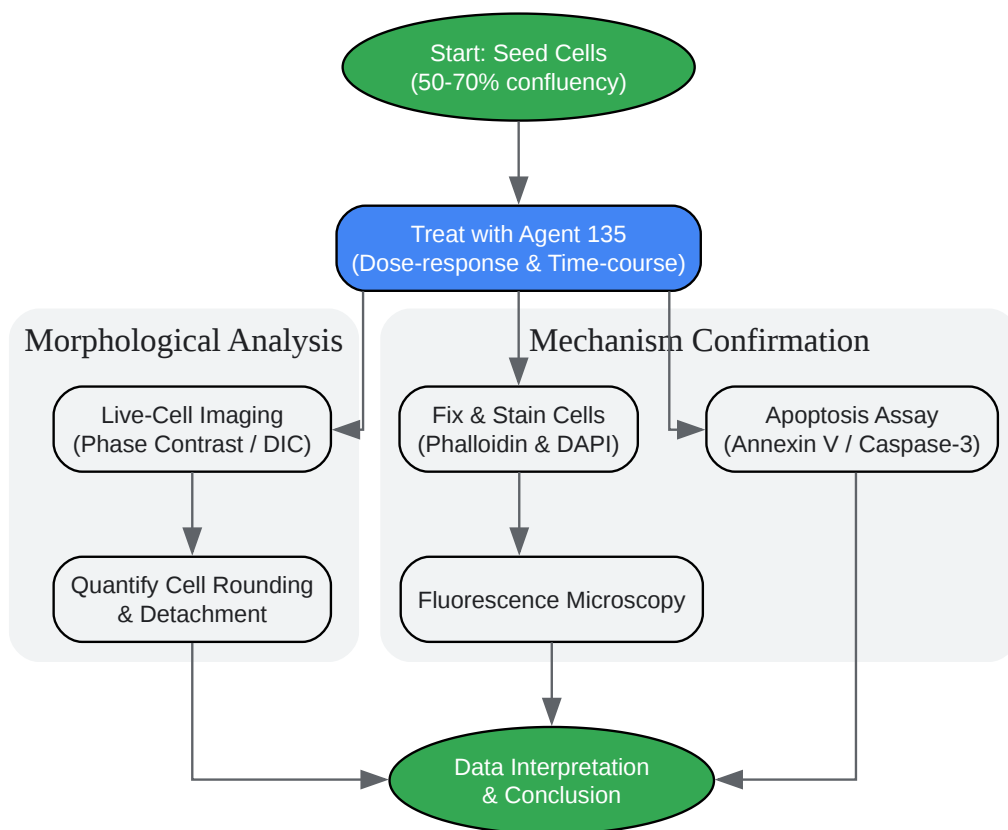 Start: Seed Cells
(50-70% confluency)
Treat with Agent 135
(Dose-response & Time-course)
Morphological Analysis
Mechanism Confirmation
Live-Cell Imaging
(Phase Contrast / DIC)
Fix & Stain Cells
(Phalloidin & DAPI)
Apoptosis Assay
(Annexin V / Caspase-3)
Quantify Cell Rounding
& Detachment
Fluorescence Microscopy
Data Interpretation
& Conclusion